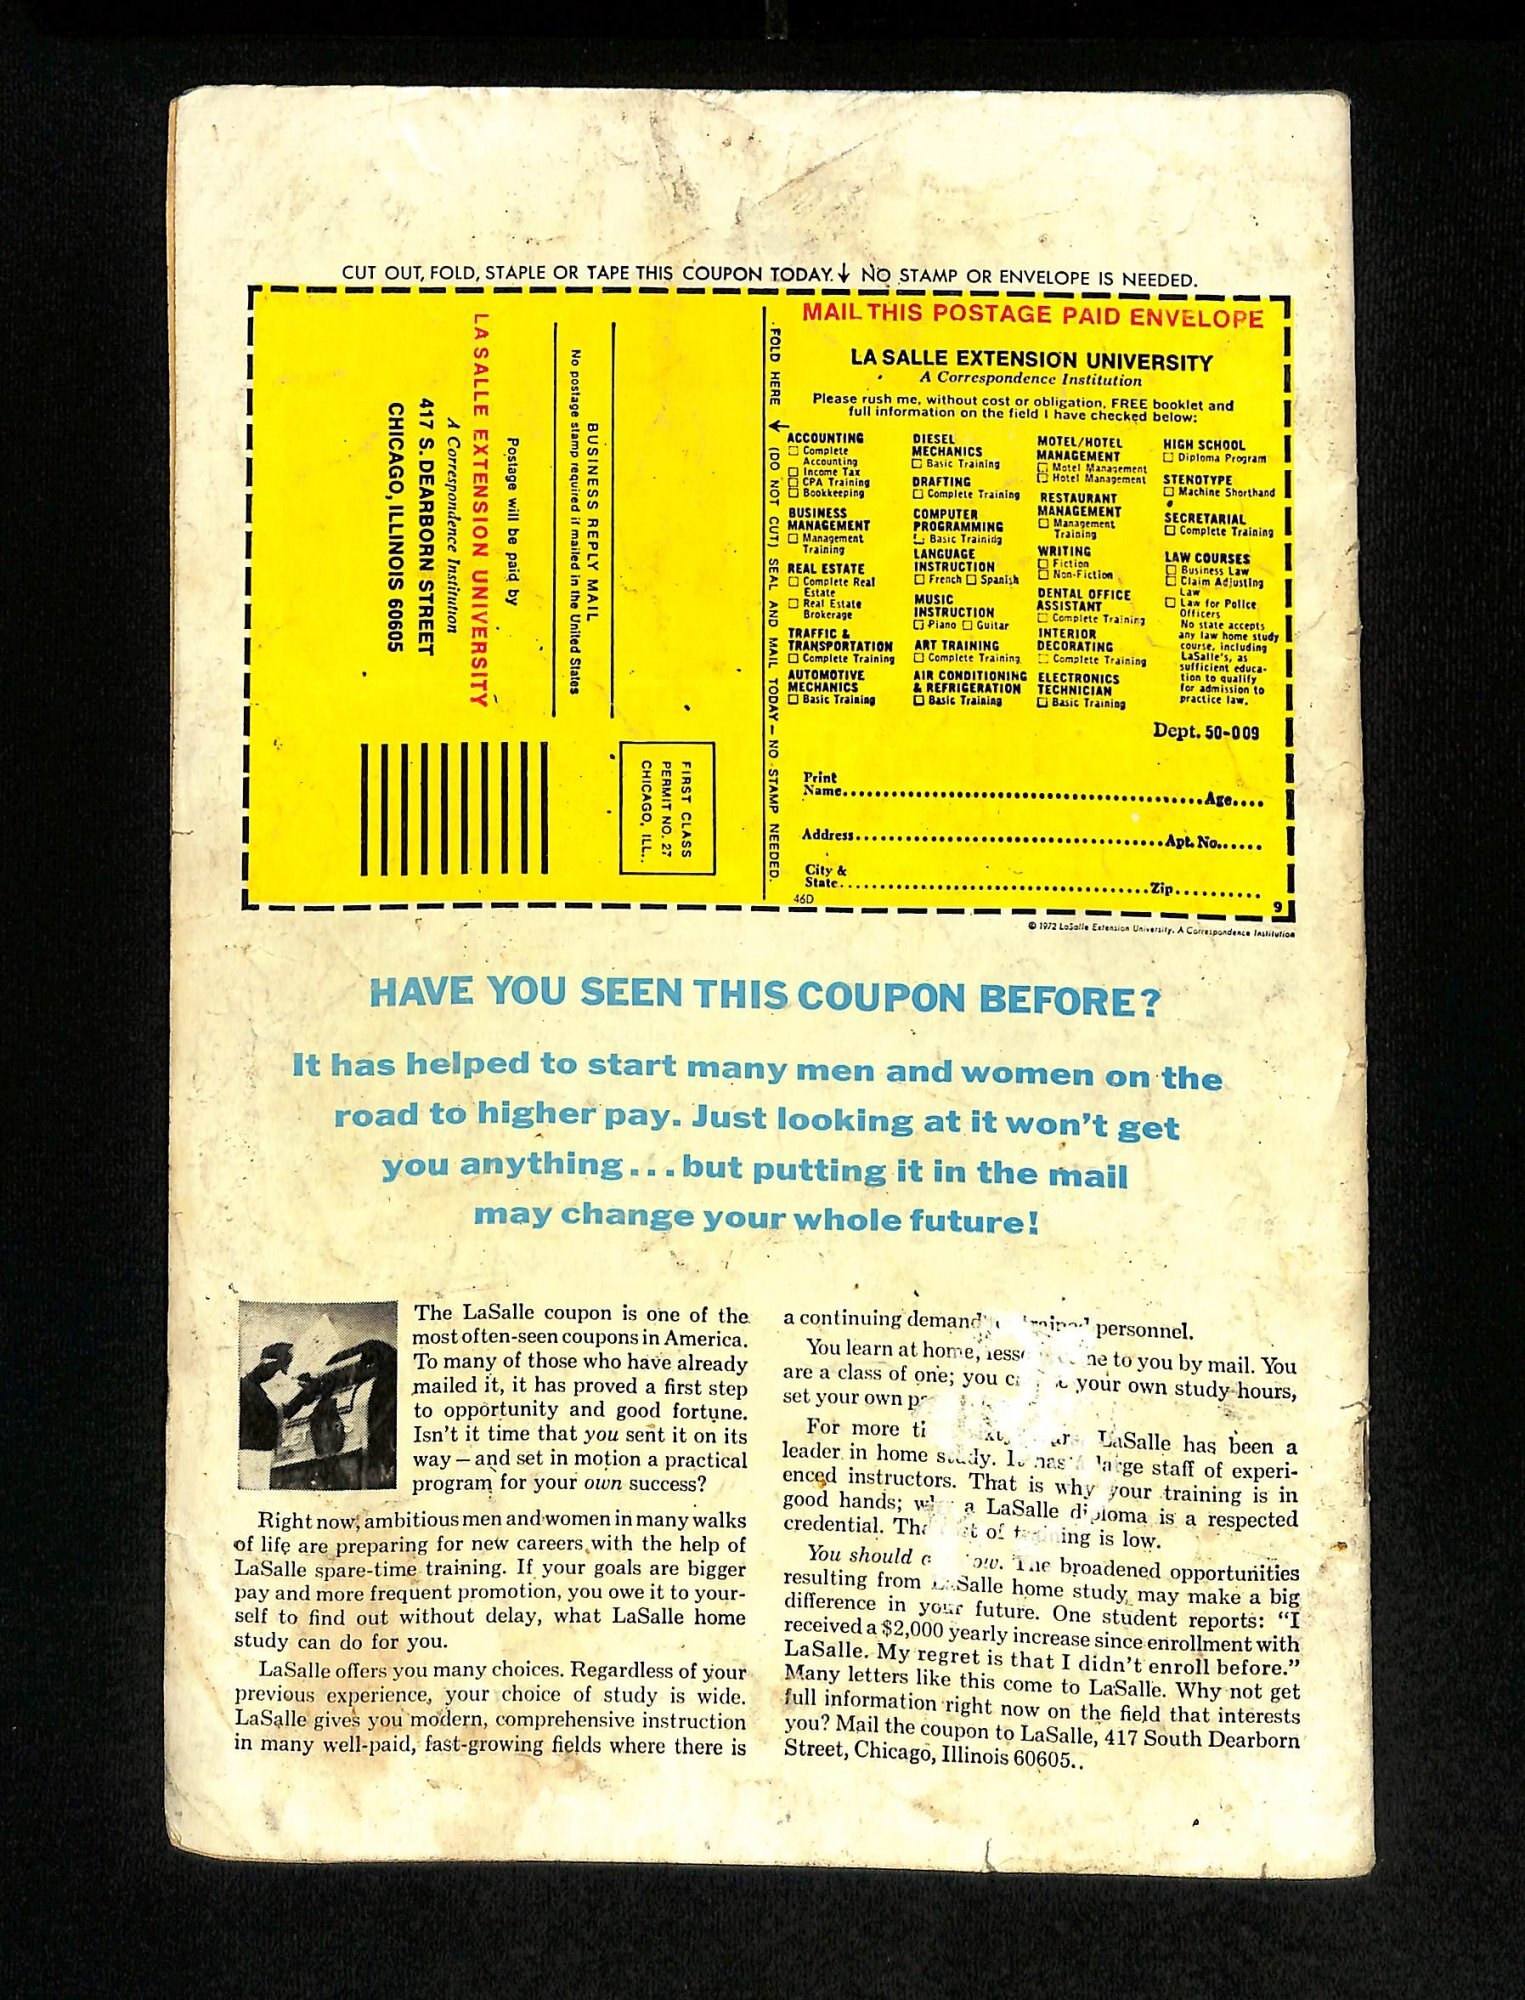 CUT OUT, FOLD, STAPLE OR TAPE THIS COUPON TODAY. ↓ NO STAMP OR ENVELOPE IS NEEDED.
LA SALLE EXTENSION UNIVERSITY
A Correspondence Institution
417 S. DEARBORN STREET
CHICAGO, ILLINOIS 60605
Postage will be paid by
BUSINESS REPLY MAIL
No postage stamp required if mailed in the United States
FIRST CLASS
PERMIT NO. 27
CHICAGO, ILL.
FOLD HERE ↓ (DO NOT CUT) SEAL AND MAIL TODAY — NO STAMP NEEDED.
MAIL THIS POSTAGE PAID ENVELOPE
LA SALLE EXTENSION UNIVERSITY
A Correspondence Institution
Please rush me, without cost or obligation, FREE booklet and
full information on the field I have checked below:
ACCOUNTING
☐ Complete
Accounting
☐ Income Tax
☐ CPA Training
☐ Bookkeeping
BUSINESS
MANAGEMENT
☐ Management
Training
REAL ESTATE
☐ Complete Real
Estate
☐ Real Estate
Brokerage
TRAFFIC &
TRANSPORTATION
☐ Complete Training
AUTOMOTIVE
MECHANICS
☐ Basic Training
DIESEL
MECHANICS
☐ Basic Training
DRAFTING
☐ Complete Training
COMPUTER
PROGRAMMING
☐ Basic Training
LANGUAGE
INSTRUCTION
☐ French ☐ Spanish
MUSIC
INSTRUCTION
☐ Piano ☐ Guitar
ART TRAINING
☐ Complete Training
AIR CONDITIONING
& REFRIGERATION
☐ Basic Training
MOTEL/HOTEL
MANAGEMENT
☐ Motel Management
☐ Hotel Management
RESTAURANT
MANAGEMENT
☐ Management
Training
WRITING
☐ Fiction
☐ Non-Fiction
DENTAL OFFICE
ASSISTANT
☐ Complete Training
INTERIOR
DECORATING
☐ Complete Training
ELECTRONICS
TECHNICIAN
☐ Basic Training
HIGH SCHOOL
☐ Diploma Program
STENOTYPE
☐ Machine Shorthand
SECRETARIAL
☐ Complete Training
LAW COURSES
☐ Business Law
☐ Claim Adjusting
Law
☐ Law for Police
Officers
No state accepts
any law home study
course, including
LaSalle's, as
sufficient educa-
tion to qualify
for admission to
practice law.
Dept. 50-009
Print
Name..........Age....
Address..........Apt. No......
City &
State..........Zip..........
46D
9
© 1972 LaSalle Extension University. A Correspondence Institution
HAVE YOU SEEN THIS COUPON BEFORE?
It has helped to start many men and women on the
road to higher pay. Just looking at it won't get
you anything...but putting it in the mail
may change your whole future!
The LaSalle coupon is one of the
most often-seen coupons in America.
To many of those who have already
mailed it, it has proved a first step
to opportunity and good fortune.
Isn't it time that you sent it on its
way—and set in motion a practical
program for your own success?
Right now, ambitious men and women in many walks
of life are preparing for new careers with the help of
LaSalle spare-time training. If your goals are bigger
pay and more frequent promotion, you owe it to your-
self to find out without delay, what LaSalle home
study can do for you.
LaSalle offers you many choices. Regardless of your
previous experience, your choice of study is wide.
LaSalle gives you modern, comprehensive instruction
in many well-paid, fast-growing fields where there is
a continuing demand trained personnel.
You learn at home, to you by mail. You
are a class of one; you your own study hours,
set your own
For more LaSalle has been a
leader in home study. It has a large staff of experi-
enced instructors. That is why your training is in
good hands; a LaSalle diploma is a respected
credential. of training is low.
You should The broadened opportunities
resulting from LaSalle home study may make a big
difference in your future. One student reports: "I
received a $2,000 yearly increase since enrollment with
LaSalle. My regret is that I didn't enroll before."
Many letters like this come to LaSalle. Why not get
full information right now on the field that interests
you? Mail the coupon to LaSalle, 417 South Dearborn
Street, Chicago, Illinois 60605..